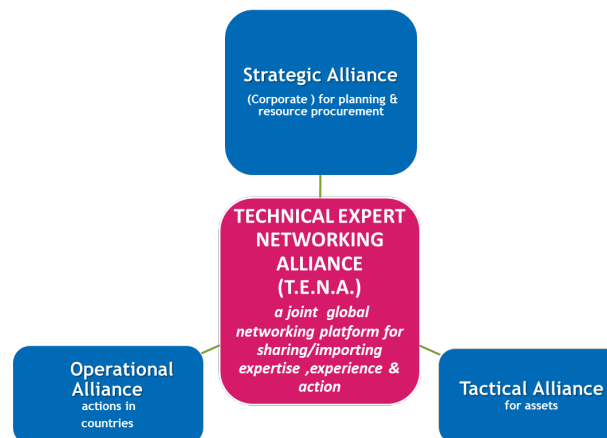 Strategic Alliance
(Corporate ) for planning &
resource procurement
TECHNICAL EXPERT
NETWORKING
ALLIANCE
(T.E.N.A.)
a joint global
networking platform for
sharing/importing
expertise ,experience &
action
Operational
Alliance
actions in
countries
Tactical Alliance
for assets